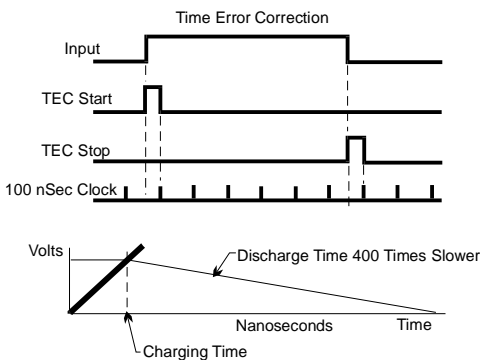 Time Error Correction
Input
TEC Start
TEC Stop
100 nSec Clock
Volts
Discharge Time 400 Times Slower
Nanoseconds
Time
Charging Time